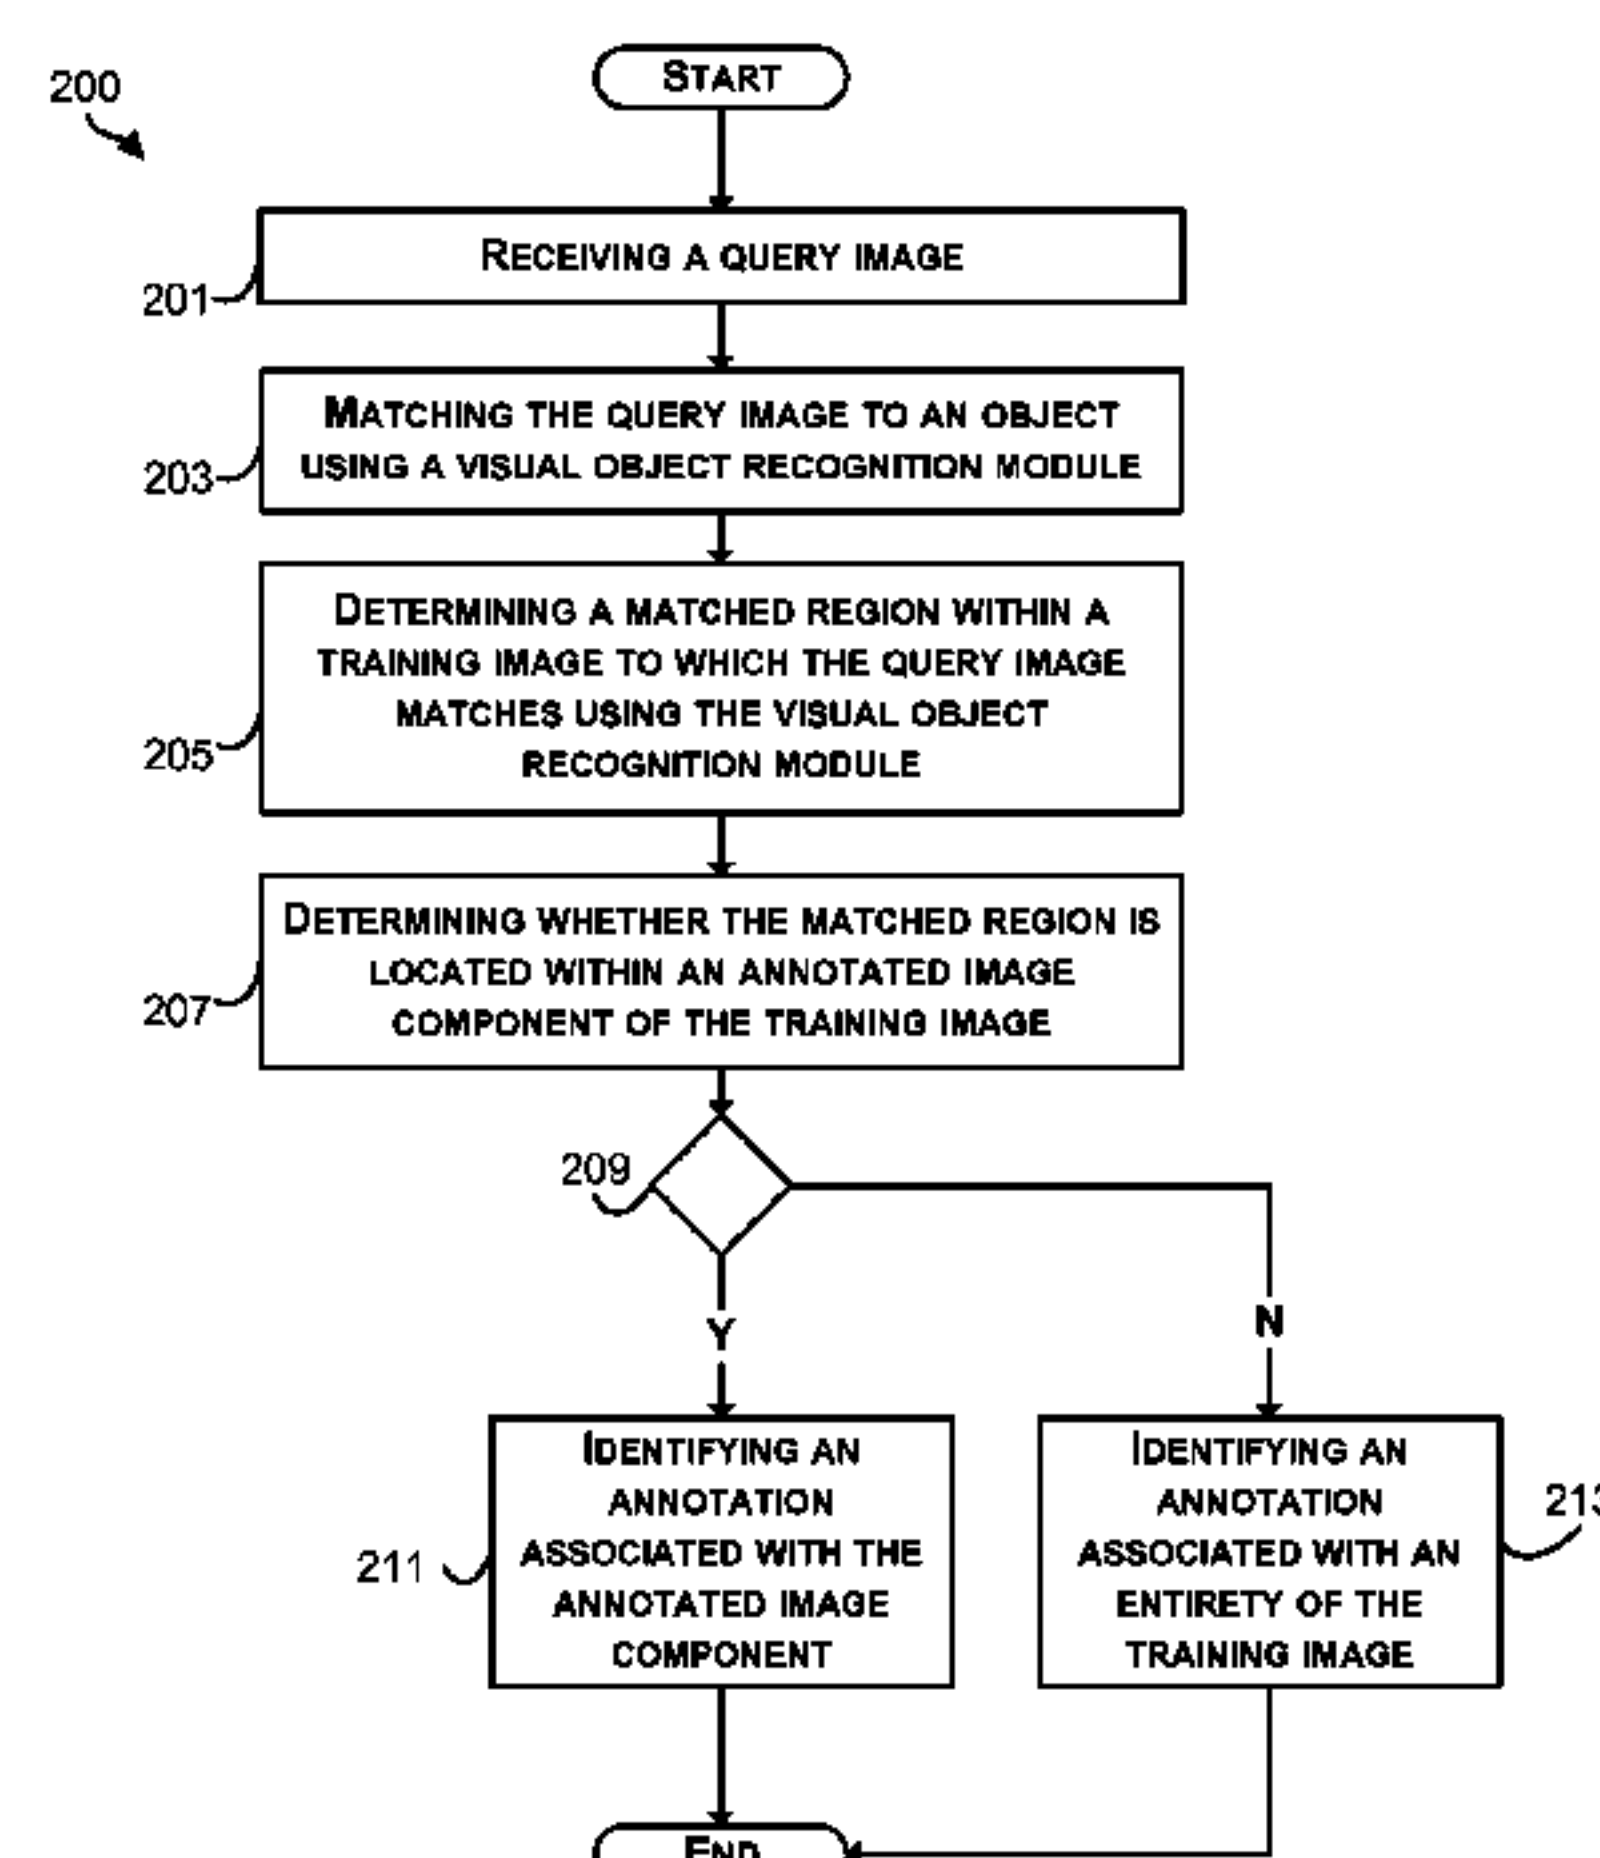 200
START
RECEIVING A QUERY IMAGE
201
MATCHING THE QUERY IMAGE TO AN OBJECT
USING A VISUAL OBJECT RECOGNITION MODULE
203
DETERMINING A MATCHED REGION WITHIN A
TRAINING IMAGE TO WHICH THE QUERY IMAGE
MATCHES USING THE VISUAL OBJECT
RECOGNITION MODULE
205
DETERMINING WHETHER THE MATCHED REGION IS
LOCATED WITHIN AN ANNOTATED IMAGE
COMPONENT OF THE TRAINING IMAGE
207
209
Y
N
IDENTIFYING AN
ANNOTATION
ASSOCIATED WITH THE
ANNOTATED IMAGE
COMPONENT
211
IDENTIFYING AN
ANNOTATION
ASSOCIATED WITH AN
ENTIRETY OF THE
TRAINING IMAGE
213
END